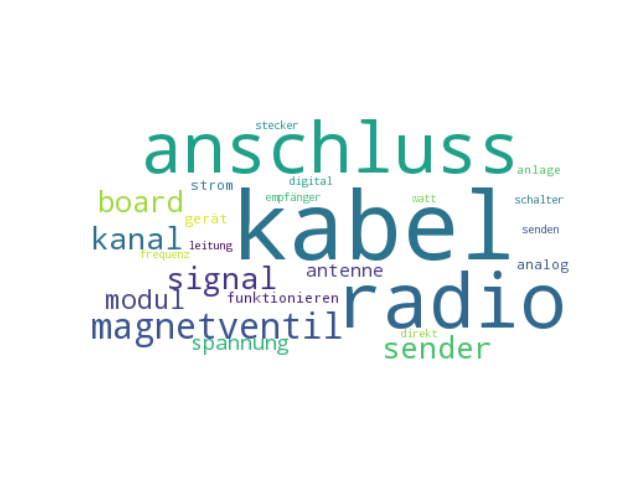 stecker
anschluss
anlage
strom
digital
board
empfänger
watt
schalter
gerät
kabel
kanal
leitung
senden
frequenz
signal
antenne
analog
modul
funktionieren
radio
magnetventil
spannung
direkt
sender